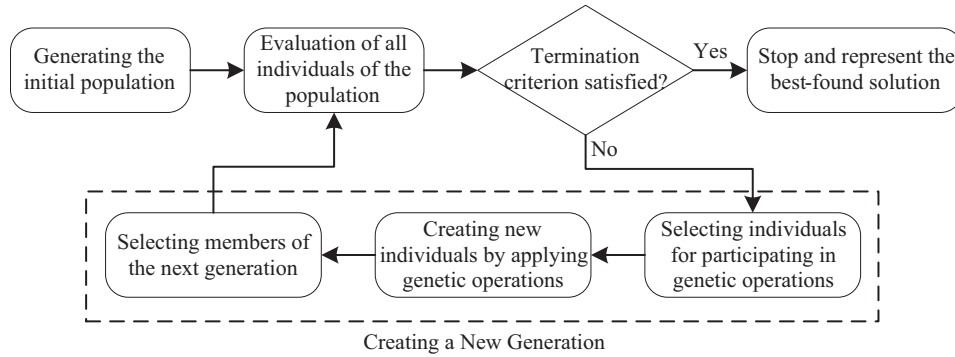 Generating the
initial population
Evaluation of all
individuals of the
population
Termination
criterion satisfied?
Yes
Stop and represent the
best-found solution
No
Selecting members of
the next generation
Creating new
individuals by applying
genetic operations
Selecting individuals
for participating in
genetic operations
Creating a New Generation